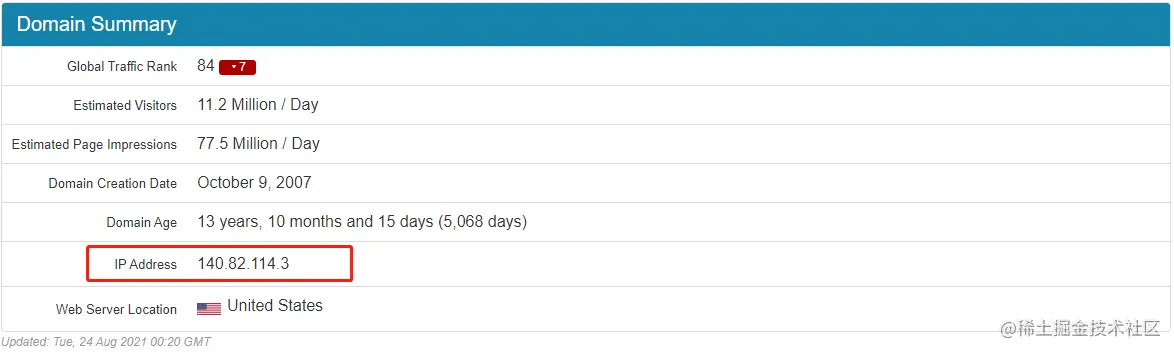 Domain Summary
Global Traffic Rank 84 ▾ 7
Estimated Visitors 11.2 Million / Day
Estimated Page Impressions 77.5 Million / Day
Domain Creation Date October 9, 2007
Domain Age 13 years, 10 months and 15 days (5,068 days)
IP Address 140.82.114.3
Web Server Location United States
@稀土掘金技术社区
Updated: Tue, 24 Aug 2021 00:20 GMT